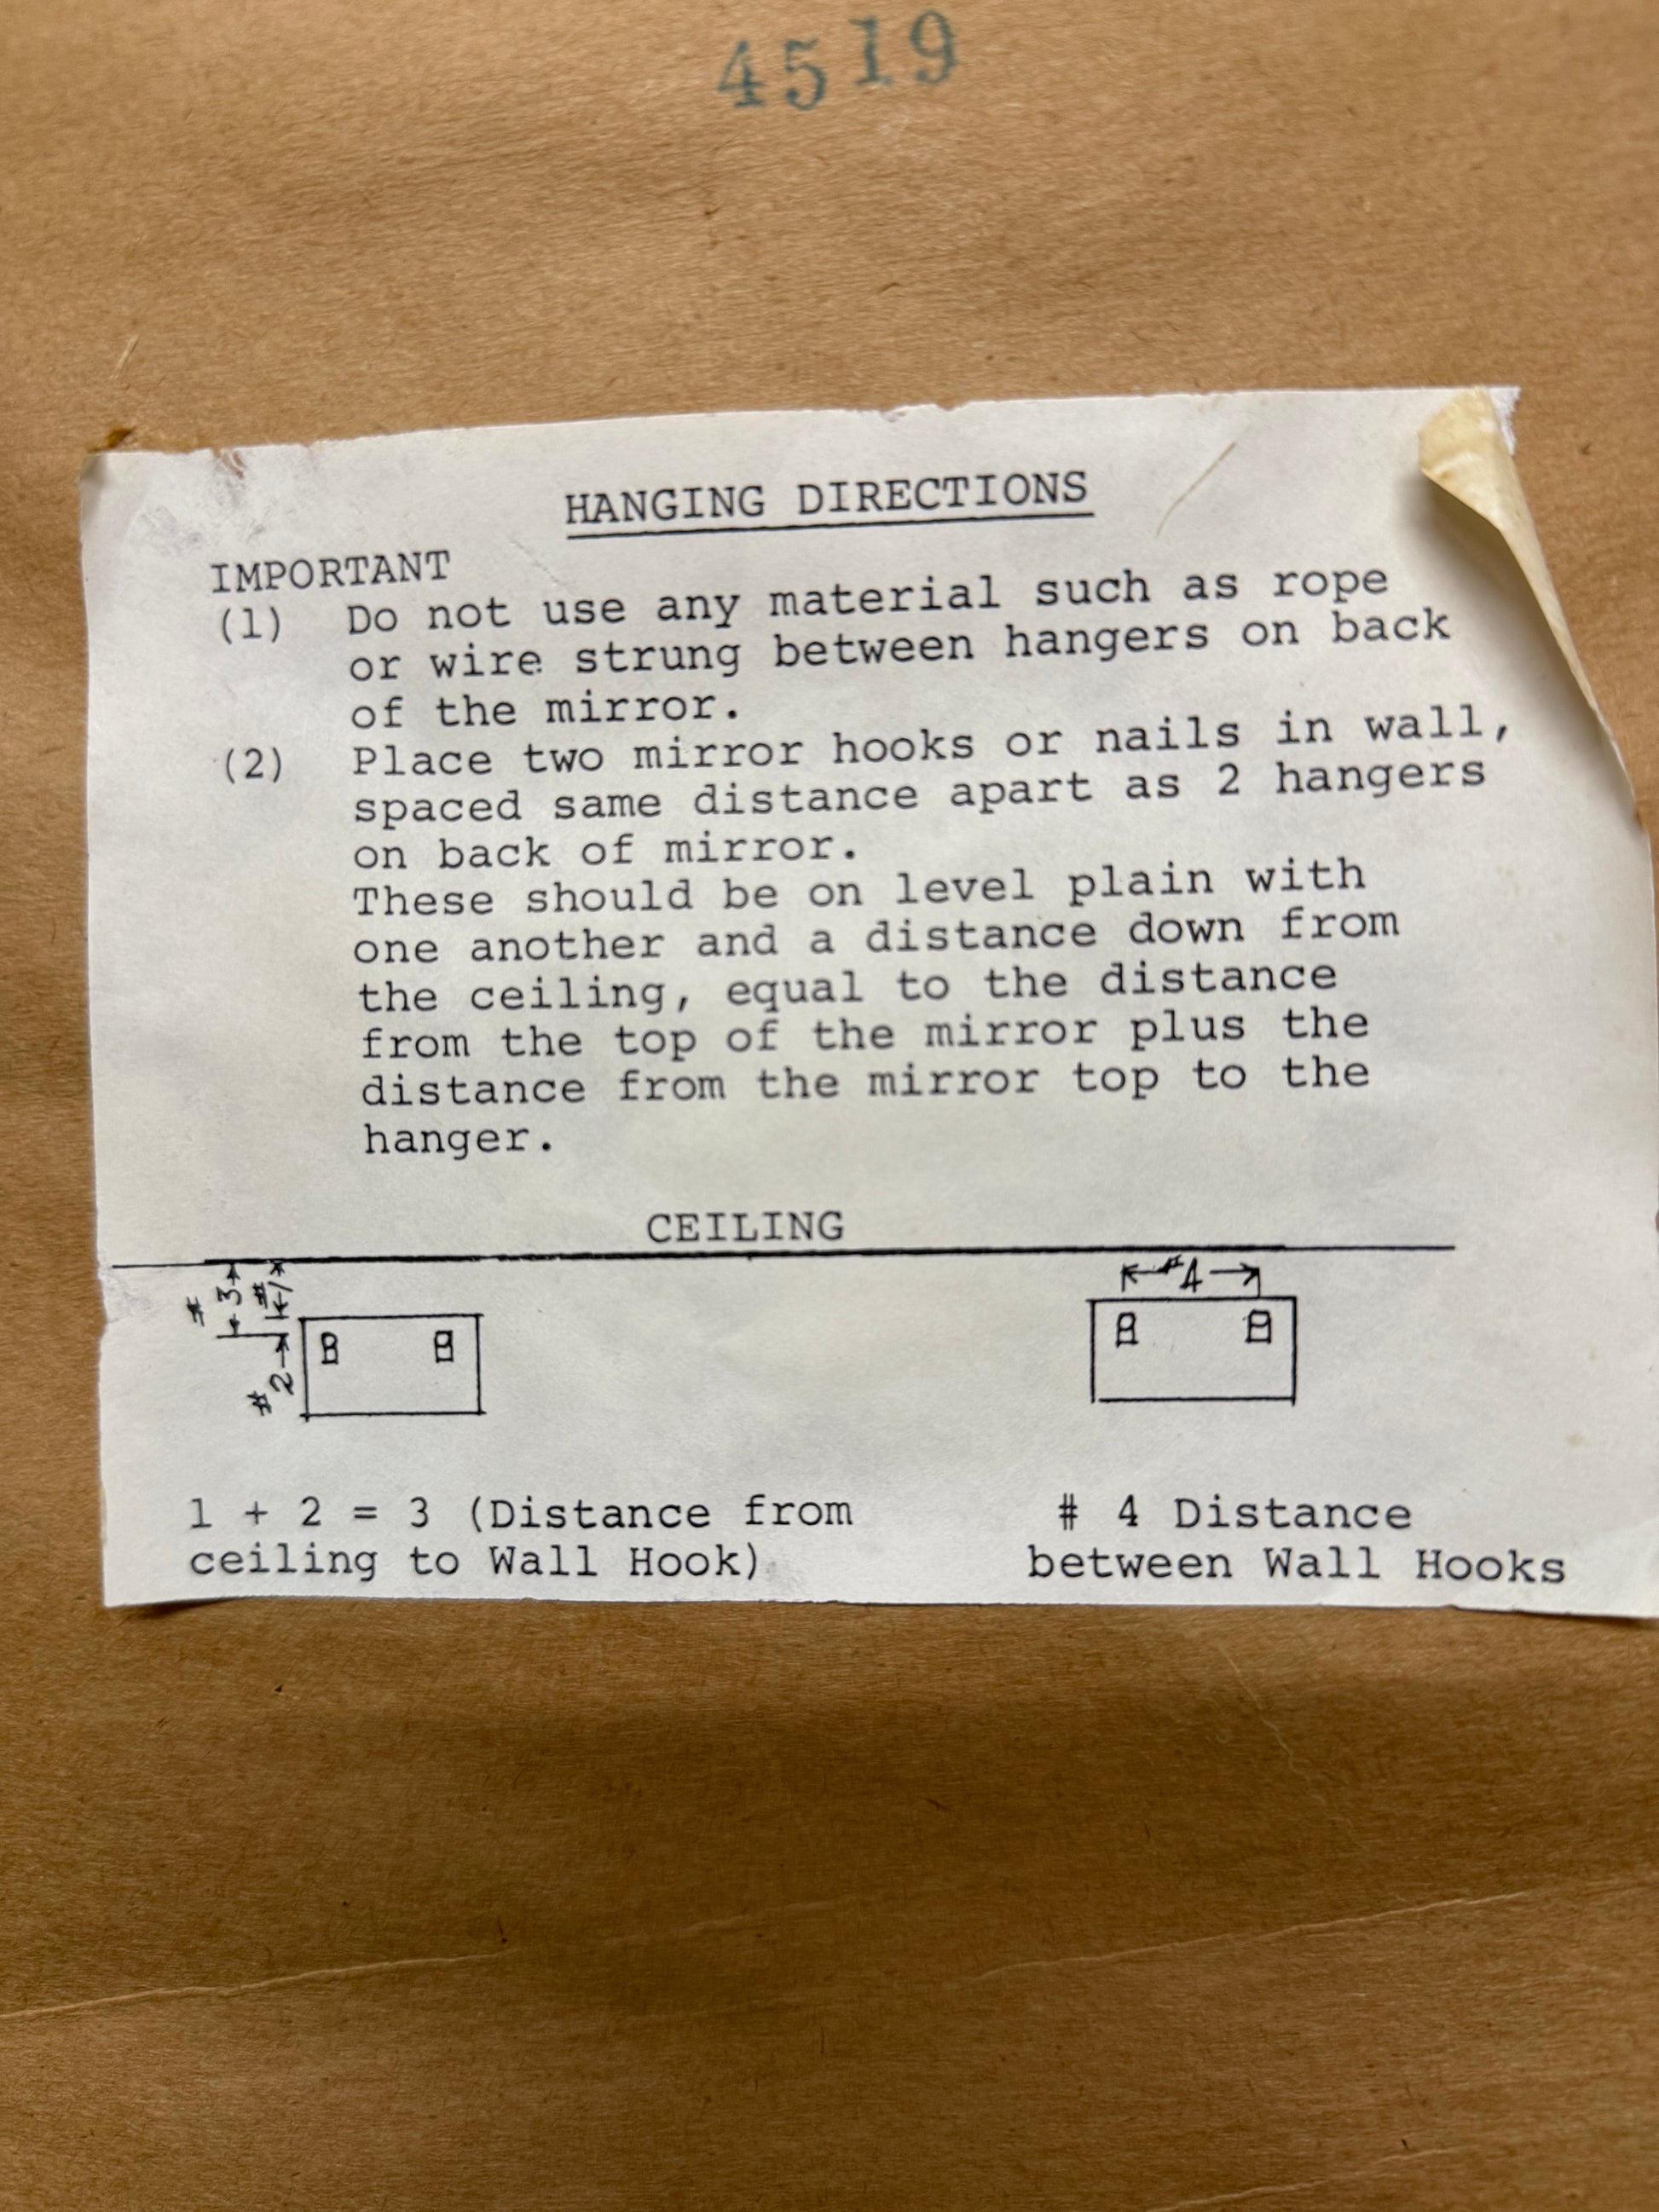 4519
HANGING DIRECTIONS
IMPORTANT
(1) Do not use any material such as rope
or wire strung between hangers on back
of the mirror.
(2) Place two mirror hooks or nails in wall,
spaced same distance apart as 2 hangers
on back of mirror.
These should be on level plain with
one another and a distance down from
the ceiling, equal to the distance
from the top of the mirror plus the
distance from the mirror top to the
hanger.
CEILING
# 3
# 1
# 2
#4
1 + 2 = 3 (Distance from
ceiling to Wall Hook)
# 4 Distance
between Wall Hooks